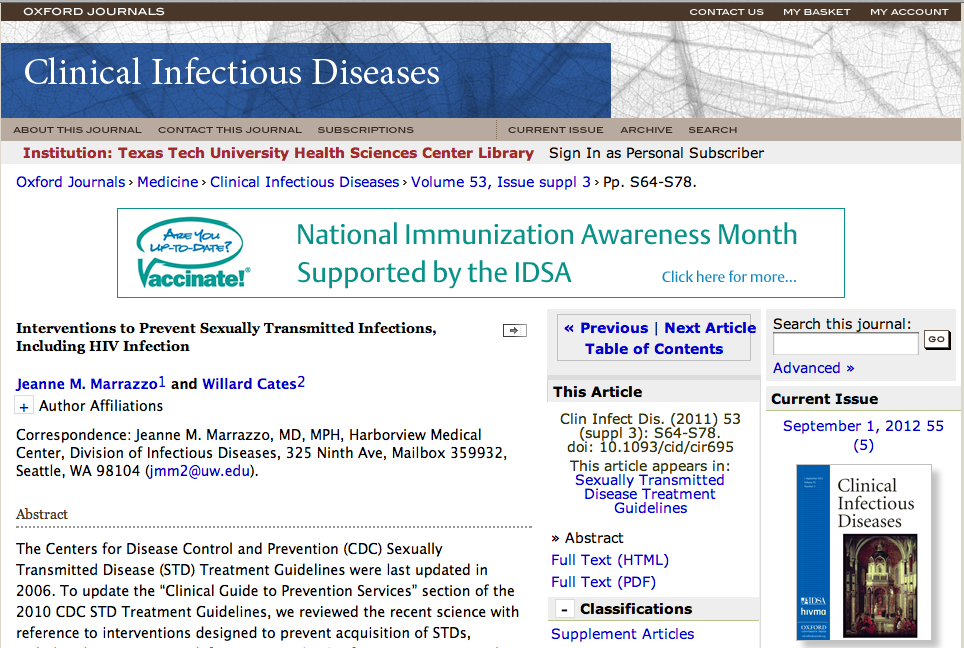 OXFORD JOURNALS
CONTACT US MY BASKET MY ACCOUNT
Clinical Infectious Diseases
ABOUT THIS JOURNAL CONTACT THIS JOURNAL SUBSCRIPTIONS CURRENT ISSUE ARCHIVE SEARCH
Institution: Texas Tech University Health Sciences Center Library Sign In as Personal Subscriber
Oxford Journals › Medicine › Clinical Infectious Diseases › Volume 53, Issue suppl 3 › Pp. S64-S78.
ARE YOU
UP-TO-DATE?
Vaccinate!®
National Immunization Awareness Month
Supported by the IDSA
Click here for more...
Interventions to Prevent Sexually Transmitted Infections,
Including HIV Infection
Jeanne M. Marrazzo1 and Willard Cates2
+ Author Affiliations
Correspondence: Jeanne M. Marrazzo, MD, MPH, Harborview Medical
Center, Division of Infectious Diseases, 325 Ninth Ave, Mailbox 359932,
Seattle, WA 98104 (jmm2@uw.edu).
Abstract
The Centers for Disease Control and Prevention (CDC) Sexually
Transmitted Disease (STD) Treatment Guidelines were last updated in
2006. To update the “Clinical Guide to Prevention Services” section of the
2010 CDC STD Treatment Guidelines, we reviewed the recent science with
reference to interventions designed to prevent acquisition of STDs,
« Previous | Next Article
Table of Contents
This Article
Clin Infect Dis. (2011) 53
(suppl 3): S64-S78.
doi: 10.1093/cid/cir695
This article appears in:
Sexually Transmitted
Disease Treatment
Guidelines
» Abstract
Full Text (HTML)
Full Text (PDF)
- Classifications
Supplement Articles
Search this journal:
GO
Advanced »
Current Issue
September 1, 2012 55
(5)
Clinical
Infectious
Diseases
IDSA
hivma
OXFORD